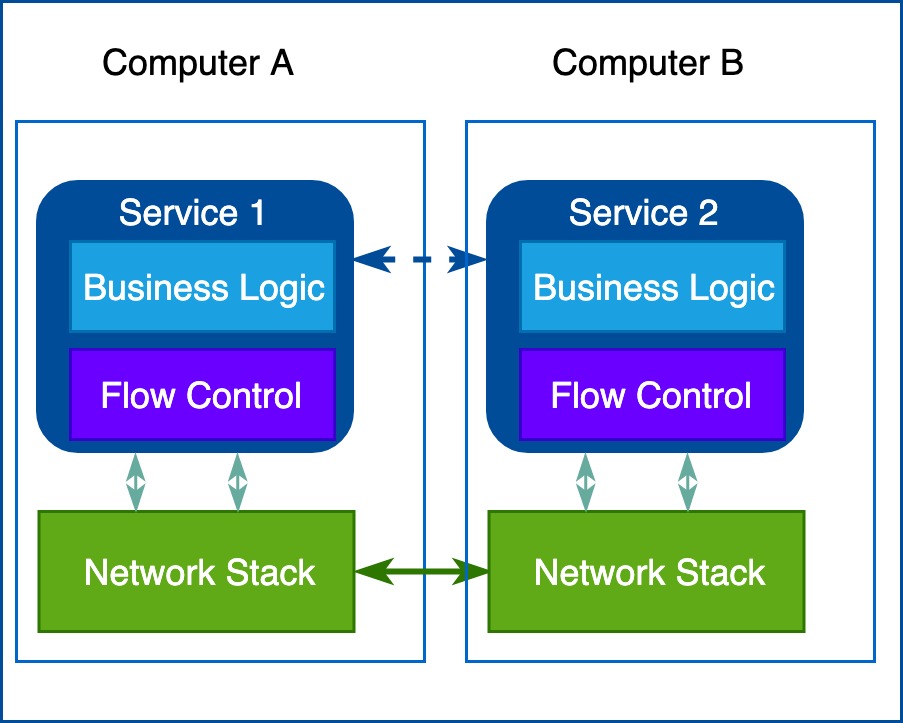 Computer A
Computer B
Service 1
Business Logic
Flow Control
Network Stack
Service 2
Business Logic
Flow Control
Network Stack